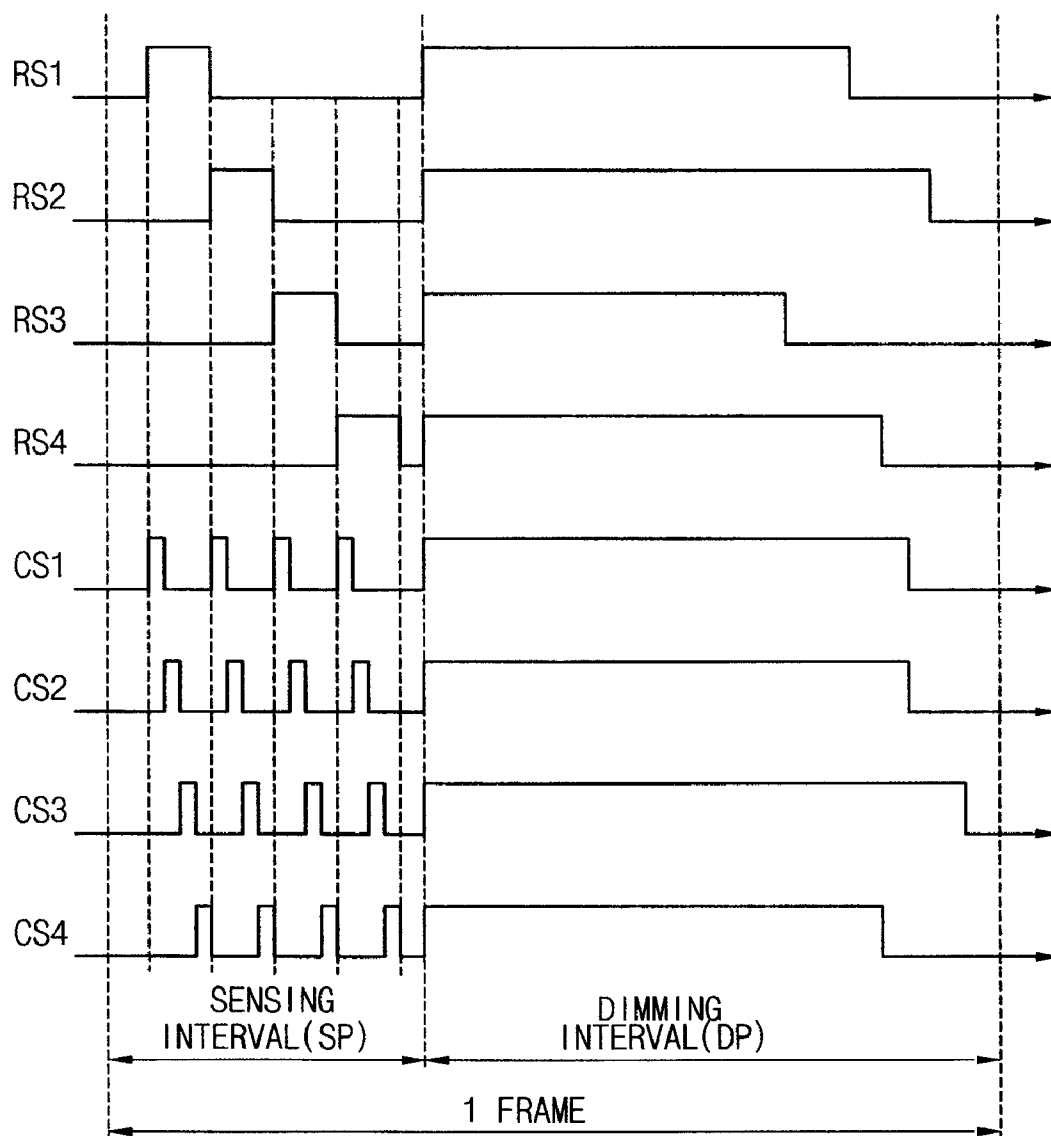 RS1
RS2
RS3
RS4
CS1
CS2
CS3
CS4
SENSING
INTERVAL(SP)
DIMMING
INTERVAL(DP)
1 FRAME